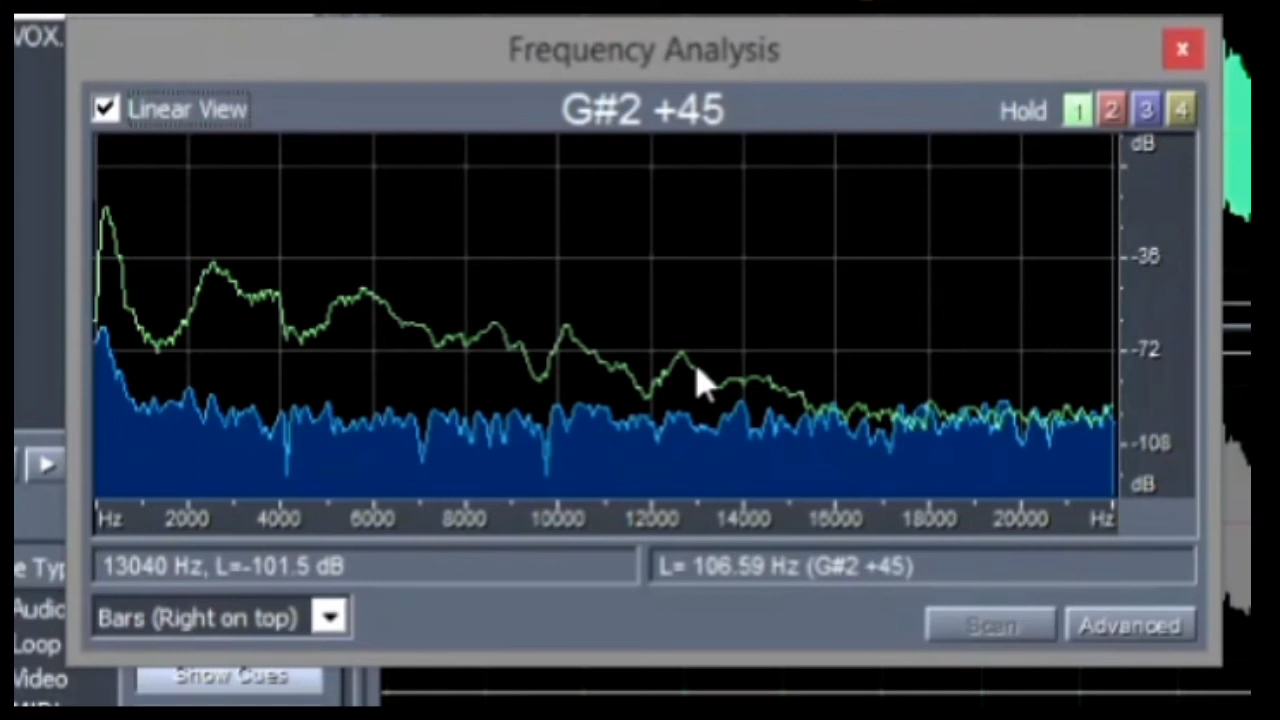 VOX.
Frequency Analysis
x
Linear View
G#2 +45
Hold 1 2 3 4
dB
-36
-72
-108
dB
Hz 2000 4000 6000 8000 10000 12000 14000 16000 18000 20000 Hz
13040 Hz, L=-101.5 dB
L= 106.59 Hz (G#2 +45)
Bars (Right on top)
Scan
Advanced
e Typ
Audio
Loop
Video
Show Cues